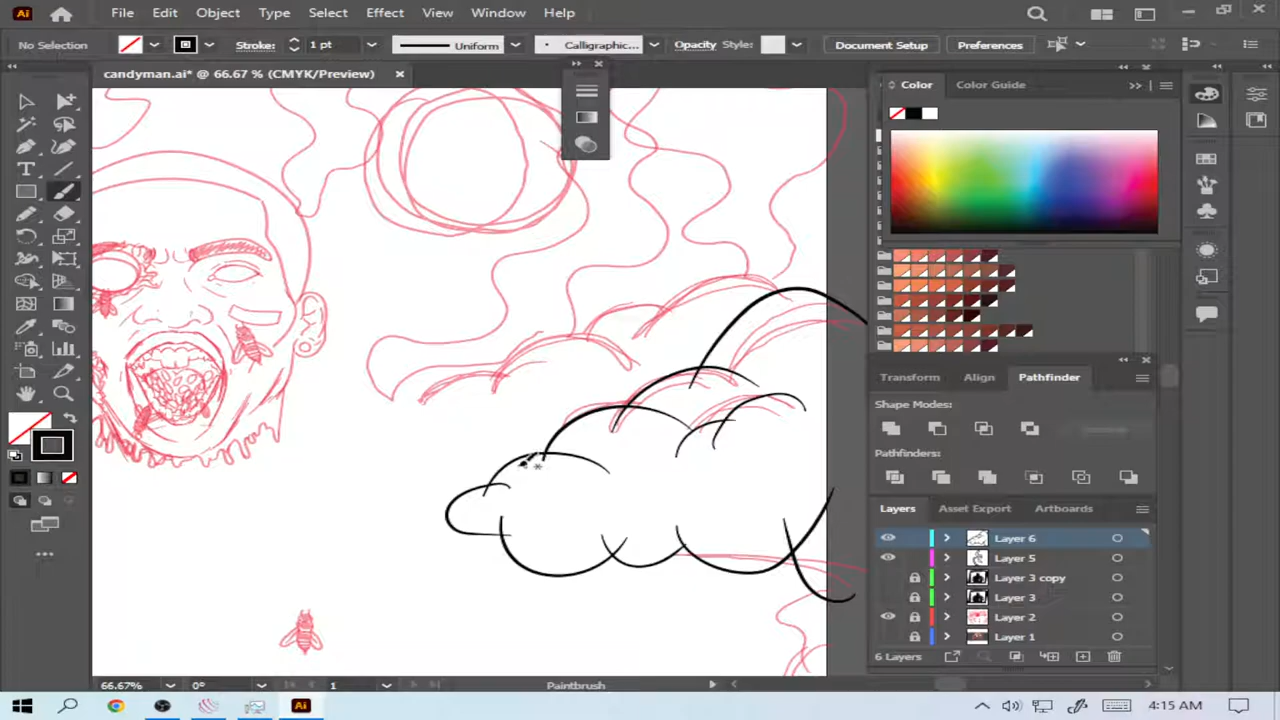 Ai File Edit Object Type Select Effect View Window Help
No Selection Stroke: 1 pt Uniform Calligraphic... Opacity Style: Document Setup Preferences
candyman.ai* @ 66.67 % (CMYK/Preview)
Color Color Guide
Transform Align Pathfinder
Shape Modes:
Pathfinders:
Layers Asset Export Artboards
Layer 6
Layer 5
Layer 3 copy
Layer 3
Layer 2
Layer 1
6 Layers
66.67% 0° 1 Paintbrush
Ai 4:15 AM